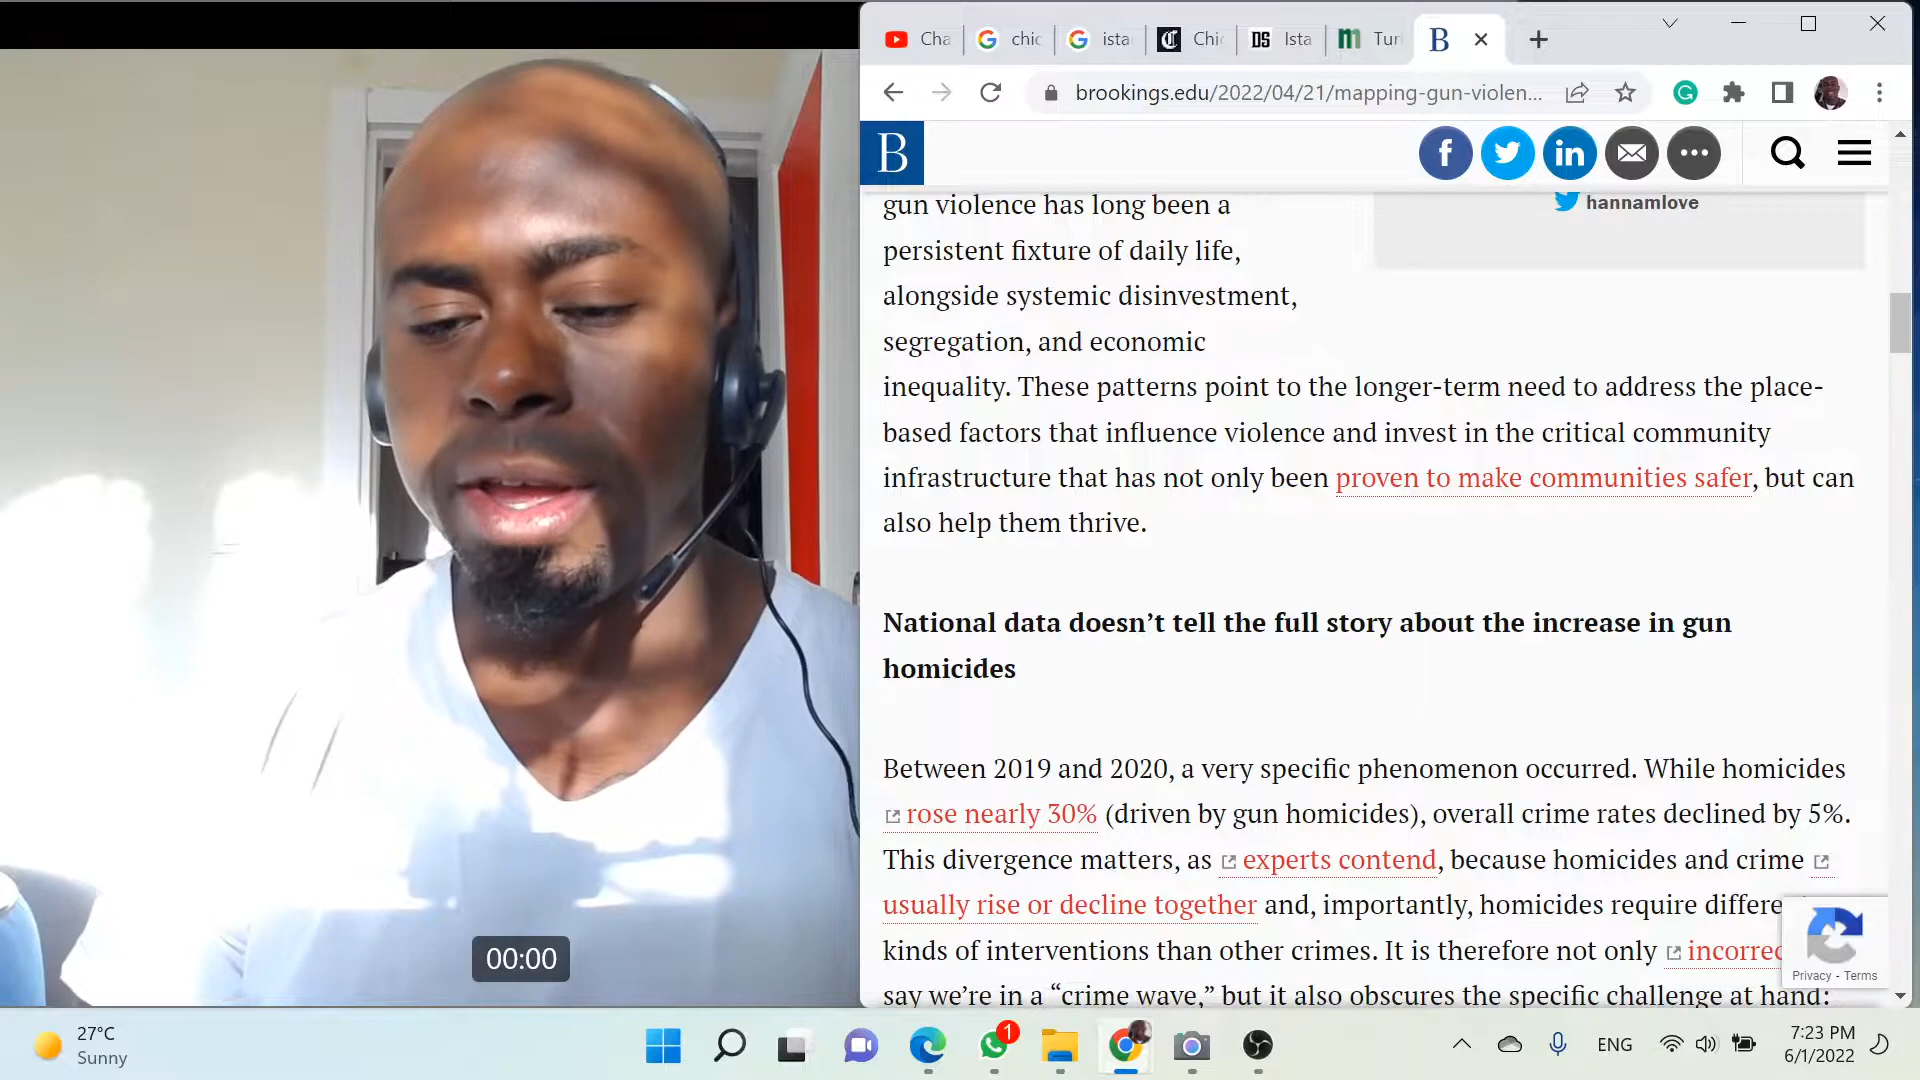 Cha
chic
ista
Chi
DS
Ista
Tur
B
brookings.edu/2022/04/21/mapping-gun-violen...
B
hannamlove
gun violence has long been a
persistent fixture of daily life,
alongside systemic disinvestment,
segregation, and economic
inequality. These patterns point to the longer-term need to address the place-
based factors that influence violence and invest in the critical community
infrastructure that has not only been proven to make communities safer, but can
also help them thrive.
National data doesn’t tell the full story about the increase in gun
homicides
Between 2019 and 2020, a very specific phenomenon occurred. While homicides
rose nearly 30% (driven by gun homicides), overall crime rates declined by 5%.
This divergence matters, as experts contend, because homicides and crime
usually rise or decline together and, importantly, homicides require differe
kinds of interventions than other crimes. It is therefore not only incorrec
say we’re in a “crime wave,” but it also obscures the specific challenge at hand:
Privacy - Terms
00:00
27°C
Sunny
1
ENG
7:23 PM
6/1/2022